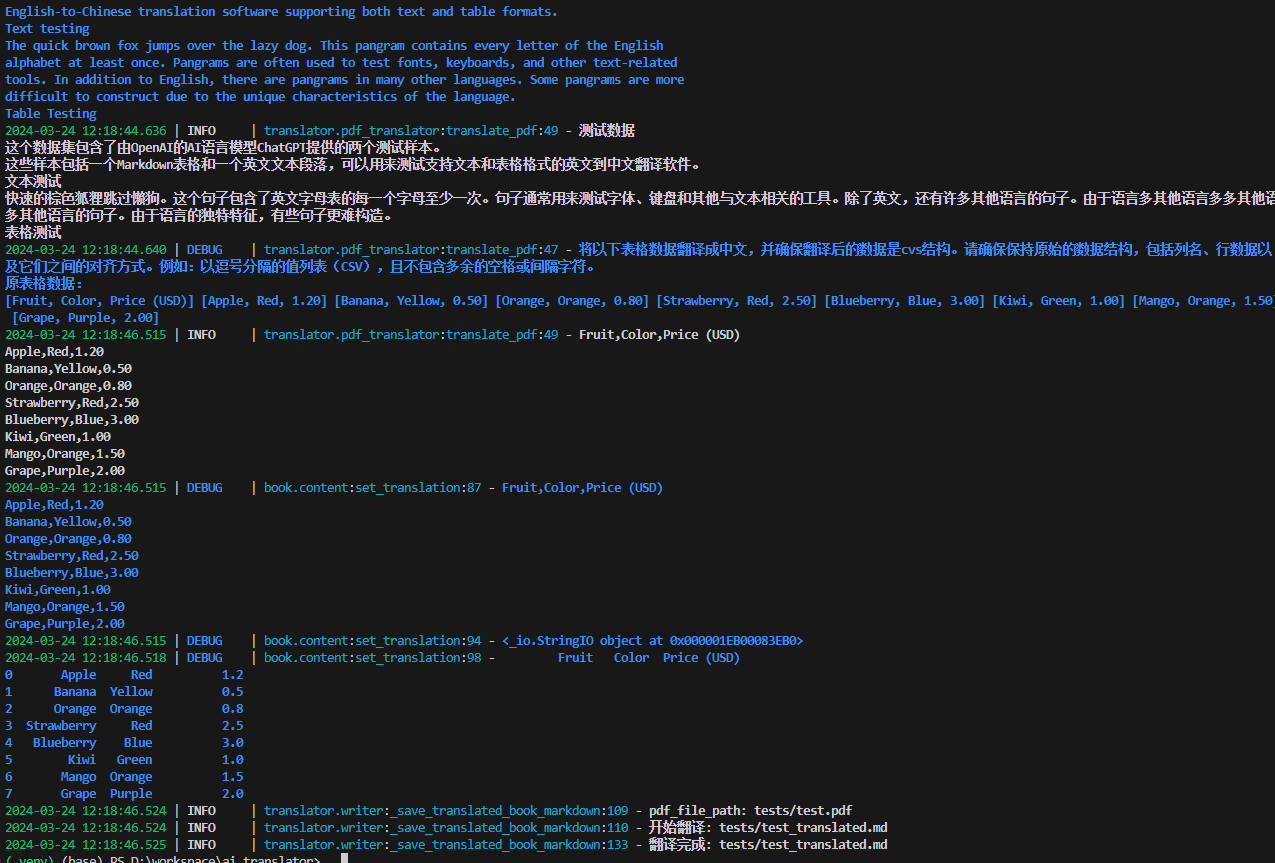 English-to-Chinese translation software supporting both text and table formats.
Text testing
The quick brown fox jumps over the lazy dog. This pangram contains every letter of the English
alphabet at least once. Pangrams are often used to test fonts, keyboards, and other text-related
tools. In addition to English, there are pangrams in many other languages. Some pangrams are more
difficult to construct due to the unique characteristics of the language.
Table Testing
2024-03-24 12:18:44.636 | INFO     | translator.pdf_translator:translate_pdf:49 - 测试数据
这个数据集包含了由OpenAI的AI语言模型ChatGPT提供的两个测试样本。
这些样本包括一个Markdown表格和一个英文文本段落，可以用来测试支持文本和表格格式的英文到中文翻译软件。
文本测试
快速的棕色狐狸跳过懒狗。这个句子包含了英文字母表的每一个字母至少一次。句子通常用来测试字体、键盘和其他与文本相关的工具。除了英文，还有许多其他语言的句子。由于语言多其他语言多多其他语
多其他语言的句子。由于语言的独特特征，有些句子更难构造。
表格测试
2024-03-24 12:18:44.640 | DEBUG    | translator.pdf_translator:translate_pdf:47 - 将以下表格数据翻译成中文，并确保翻译后的数据是cvs结构。请确保保持原始的数据结构，包括列名、行数据以
及它们之间的对齐方式。例如：以逗号分隔的值列表（CSV），且不包含多余的空格或间隔字符。
原表格数据：
[Fruit, Color, Price (USD)] [Apple, Red, 1.20] [Banana, Yellow, 0.50] [Orange, Orange, 0.80] [Strawberry, Red, 2.50] [Blueberry, Blue, 3.00] [Kiwi, Green, 1.00] [Mango, Orange, 1.50]
[Grape, Purple, 2.00]
2024-03-24 12:18:46.515 | INFO     | translator.pdf_translator:translate_pdf:49 - Fruit,Color,Price (USD)
Apple,Red,1.20
Banana,Yellow,0.50
Orange,Orange,0.80
Strawberry,Red,2.50
Blueberry,Blue,3.00
Kiwi,Green,1.00
Mango,Orange,1.50
Grape,Purple,2.00
2024-03-24 12:18:46.515 | DEBUG    | book.content:set_translation:87 - Fruit,Color,Price (USD)
Apple,Red,1.20
Banana,Yellow,0.50
Orange,Orange,0.80
Strawberry,Red,2.50
Blueberry,Blue,3.00
Kiwi,Green,1.00
Mango,Orange,1.50
Grape,Purple,2.00
2024-03-24 12:18:46.515 | DEBUG    | book.content:set_translation:94 - <_io.StringIO object at 0x000001EB00083EB0>
2024-03-24 12:18:46.518 | DEBUG    | book.content:set_translation:98 -         Fruit   Color  Price (USD)
0       Apple     Red          1.2
1      Banana  Yellow          0.5
2      Orange  Orange          0.8
3  Strawberry     Red          2.5
4   Blueberry    Blue          3.0
5        Kiwi   Green          1.0
6       Mango  Orange          1.5
7       Grape  Purple          2.0
2024-03-24 12:18:46.524 | INFO     | translator.writer:_save_translated_book_markdown:109 - pdf_file_path: tests/test.pdf
2024-03-24 12:18:46.524 | INFO     | translator.writer:_save_translated_book_markdown:110 - 开始翻译: tests/test_translated.md
2024-03-24 12:18:46.525 | INFO     | translator.writer:_save_translated_book_markdown:133 - 翻译完成: tests/test_translated.md
(.venv) (base) PS D:\workspace\ai_translator>